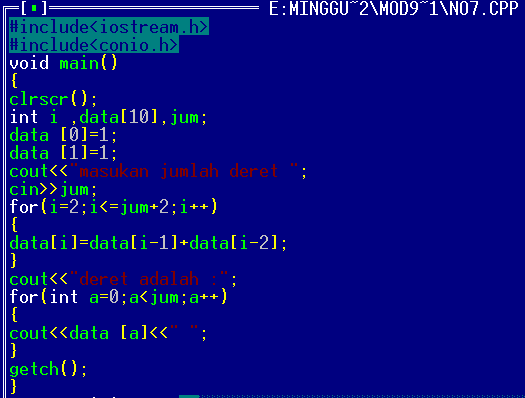 [■] E:MINGGU~2\MOD9~1\NO7.CPP
#include<iostream.h>
#include<conio.h>
void main()
{
clrscr();
int i ,data[10],jum;
data [0]=1;
data [1]=1;
cout<<"masukan jumlah deret ";
cin>>jum;
for(i=2;i<=jum+2;i++)
{
data[i]=data[i-1]+data[i-2];
}
cout<<"deret adalah :";
for(int a=0;a<jum;a++)
{
cout<<data [a]<<" ";
}
getch();
}